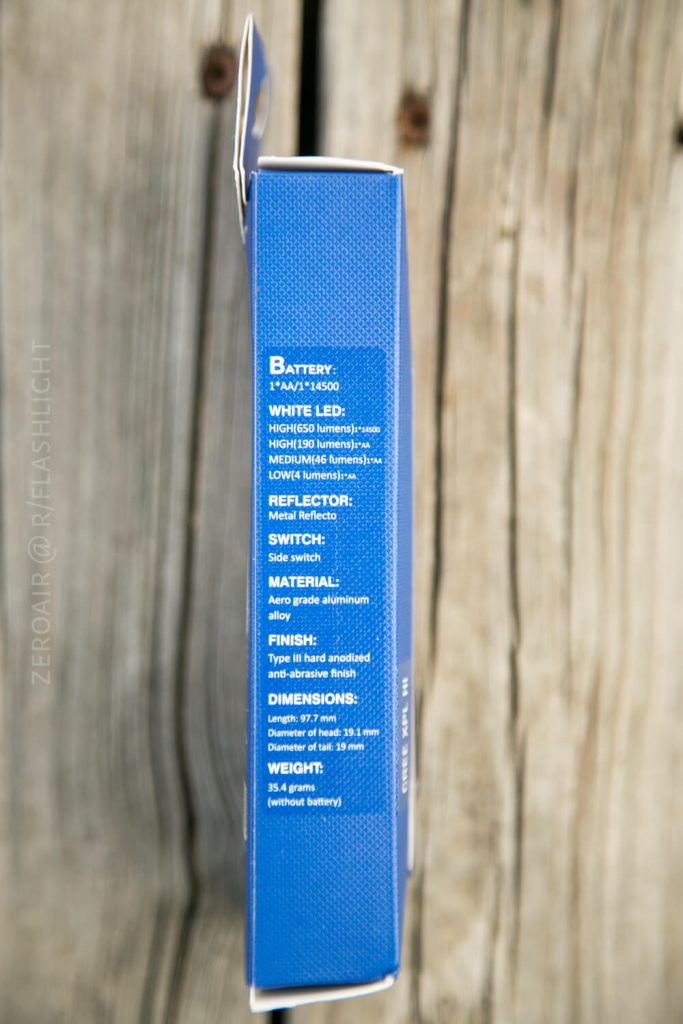 BATTERY:
1*AA/1*14500
WHITE LED:
HIGH(650 lumens)1*14500
HIGH(190 lumens)1*AA
MEDIUM(46 lumens)1*AA
LOW(4 lumens)1*AA
REFLECTOR:
Metal Reflecto
SWITCH:
Side switch
MATERIAL:
Aero grade aluminum
alloy
FINISH:
Type III hard anodized
anti-abrasive finish
DIMENSIONS:
Length: 97.7 mm
Diameter of head: 19.1 mm
Diameter of tail: 19 mm
WEIGHT:
35.4 grams
(without battery)
CREE XPL HI
ZEROAIR @ R/FLASHLIGHT